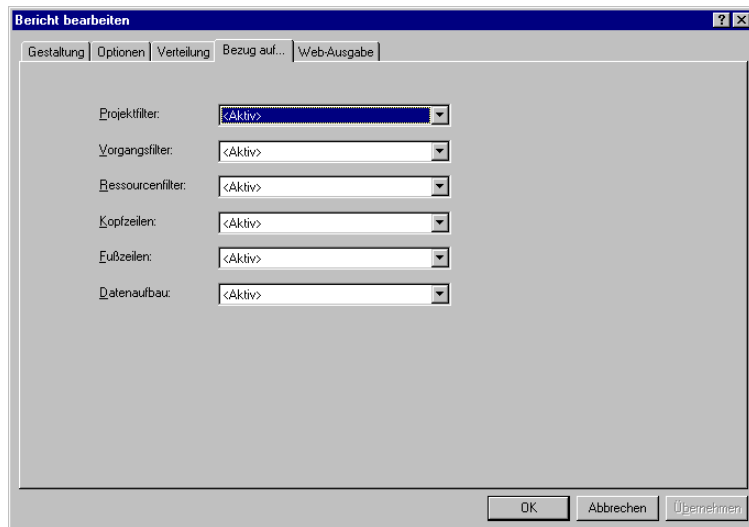 Bericht bearbeiten
Gestaltung Optionen Verteilung Bezug auf... Web-Ausgabe
Projektfilter: <Aktiv>
Vorgangsfilter: <Aktiv>
Ressourcenfilter: <Aktiv>
Kopfzeilen: <Aktiv>
Fußzeilen: <Aktiv>
Datenaufbau: <Aktiv>
OK Abbrechen Übernehmen